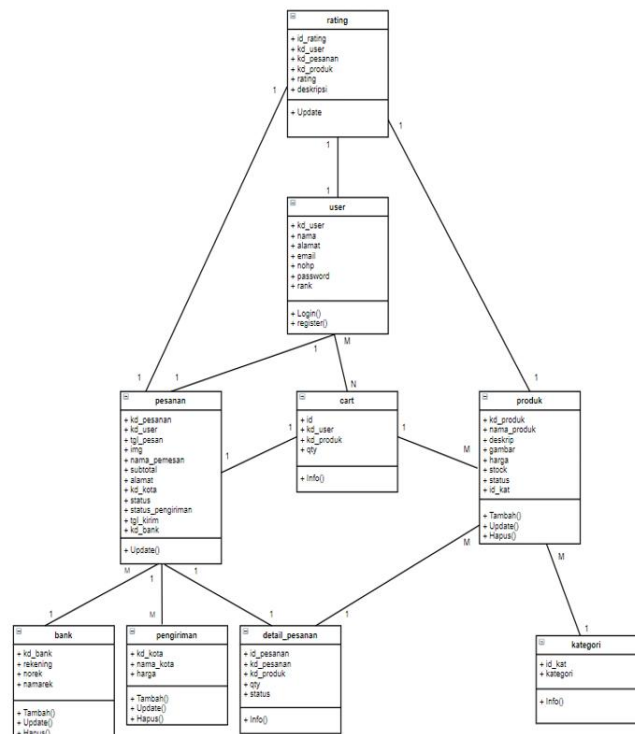 rating
+ id_rating
+ kd_user
+ kd_pesanan
+ kd_produk
+ rating
+ deskripsi
+ Update
1
1
1
1
user
+ kd_user
+ nama
+ alamat
+ email
+ nohp
+ password
+ rank
+ Login()
+ register()
1
M
1
1
N
1
pesanan
+ kd_pesanan
+ kd_user
+ tgl_pesan
+ img
+ nama_pemesan
+ subtotal
+ alamat
+ kd_kota
+ status
+ status_pengiriman
+ tgl_kirim
+ kd_bank
+ Update()
cart
+ id
+ kd_user
+ kd_produk
+ qty
+ Info()
produk
+ kd_produk
+ nama_produk
+ deskrip
+ gambar
+ harga
+ stock
+ status
+ id_kat
+ Tambah()
+ Update()
+ Hapus()
1
1
1
M
M
M
M
1
1
1
M
1
1
1
bank
+ kd_bank
+ rekening
+ norek
+ namarek
+ Tambah()
+ Update()
+ Hapus()
pengiriman
+ kd_kota
+ nama_kota
+ harga
+ Tambah()
+ Update()
+ Hapus()
detail_pesanan
+ id_pesanan
+ kd_pesanan
+ kd_produk
+ qty
+ status
+ Info()
kategori
+ id_kat
+ kategori
+ Info()